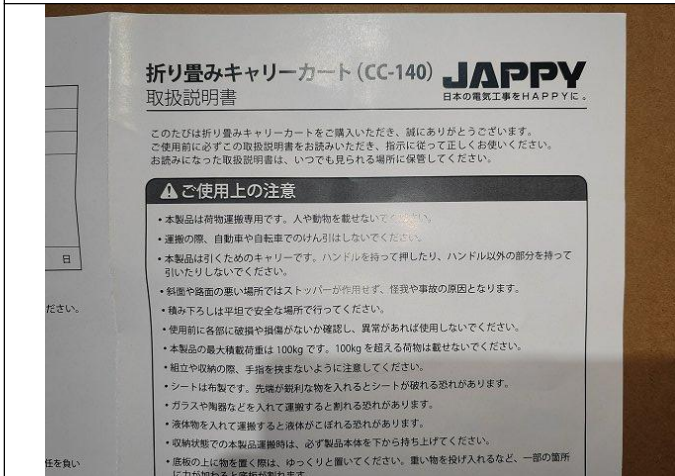 折り畳みキャリーカート(CC-140)
JAPPY
取扱説明書
日本の電気工事をHAPPYに。
このたびは折り畳みキャリーカートをご購入いただき、誠にありがとうございます。
ご使用前に必ずこの取扱説明書をお読みいただき、指示に従って正しくお使いください。
お読みになった取扱説明書は、いつでも見られる場所に保管してください。
ご使用上の注意
・本製品は荷物運搬専用です。人や動物を載せないでください。
・運搬の際、自動車や自転車でのけん引はしないでください。
・本製品は引くためのキャリーです。ハンドルを持って押したり、ハンドル以外の部分を持って
引いたりしないでください。
・斜面や路面の悪い場所ではストッパーが作用せず、怪我や事故の原因となります。
・積み下ろしは平坦で安全な場所で行ってください。
・使用前に各部に破損や損傷がないか確認し、異常があれば使用しないでください。
・本製品の最大積載荷重は100kgです。100kgを超える荷物は載せないでください。
・組立や収納の際、手指を挟まないように注意してください。
・シートは布製です。先端が鋭利な物を入れるとシートが破れる恐れがあります。
・ガラスや陶器などを入れて運搬すると割れる恐れがあります。
・液体物を入れて運搬すると液体がこぼれる恐れがあります。
・収納状態での本製品運搬時は、必ず製品本体を下から持ち上げてください。
・底板の上に物を置く際は、ゆっくりと置いてください。重い物を投げ入れるなど、一部の箇所
に力が加わると底板が割れます。
日
ださい。
任を負い